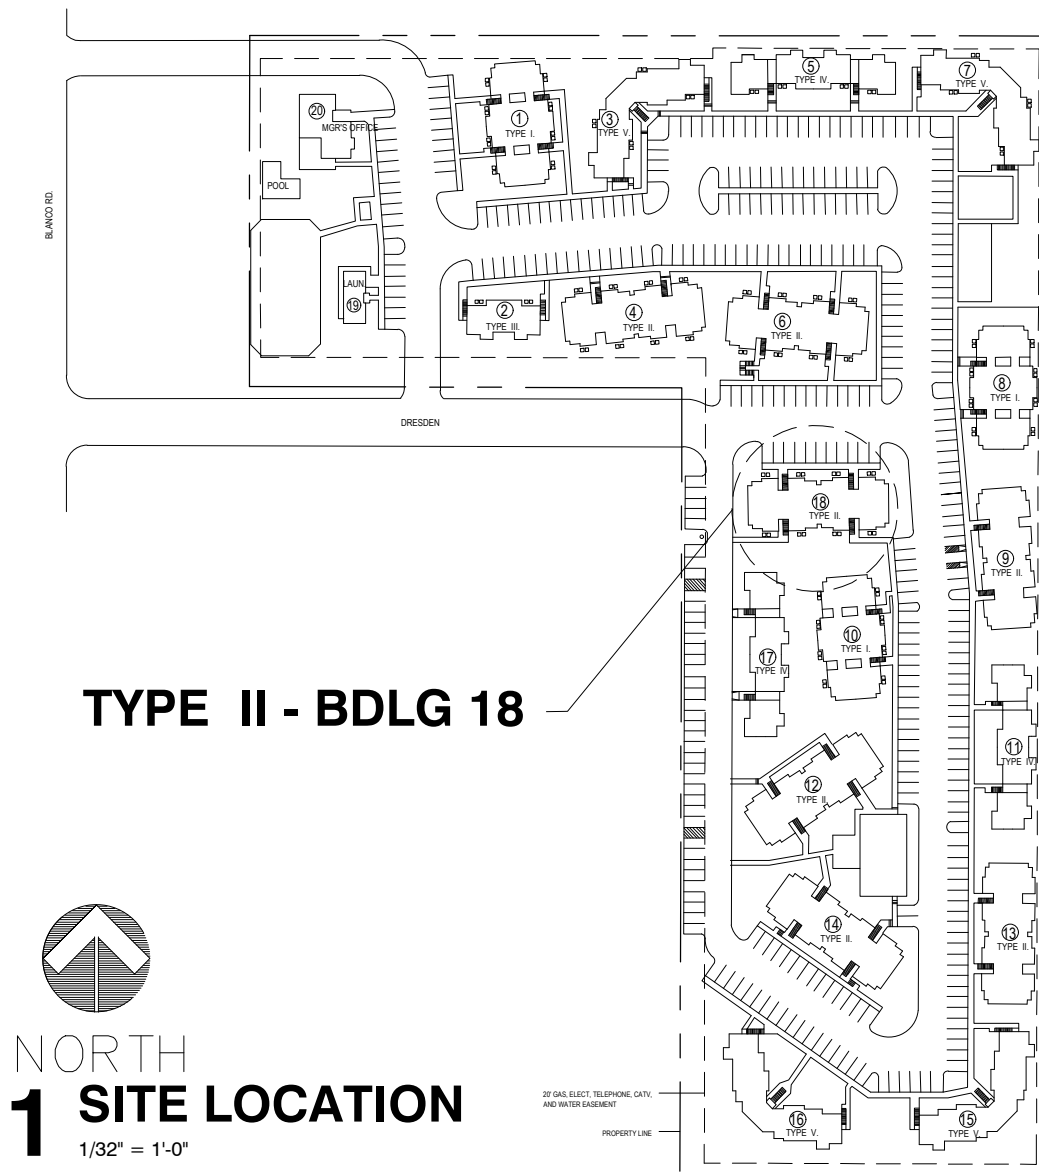 5
TYPE IV.
7
TYPE V.
20
MGR'S OFFICE
1
TYPE I.
3
TYPE V.
POOL
BLANCO RD.
LAUN.
19
2
TYPE III.
4
TYPE II.
6
TYPE II.
8
TYPE I.
DRESDEN
18
TYPE II.
9
TYPE II.
10
TYPE I.
17
TYPE IV
TYPE II - BDLG 18
11
TYPE IV.
12
TYPE II.
14
TYPE II.
13
TYPE II.
NORTH
1 SITE LOCATION
1/32" = 1'-0"
20' GAS, ELECT, TELEPHONE, CATV,
AND WATER EASEMENT
PROPERTY LINE
16
TYPE V.
15
TYPE V.